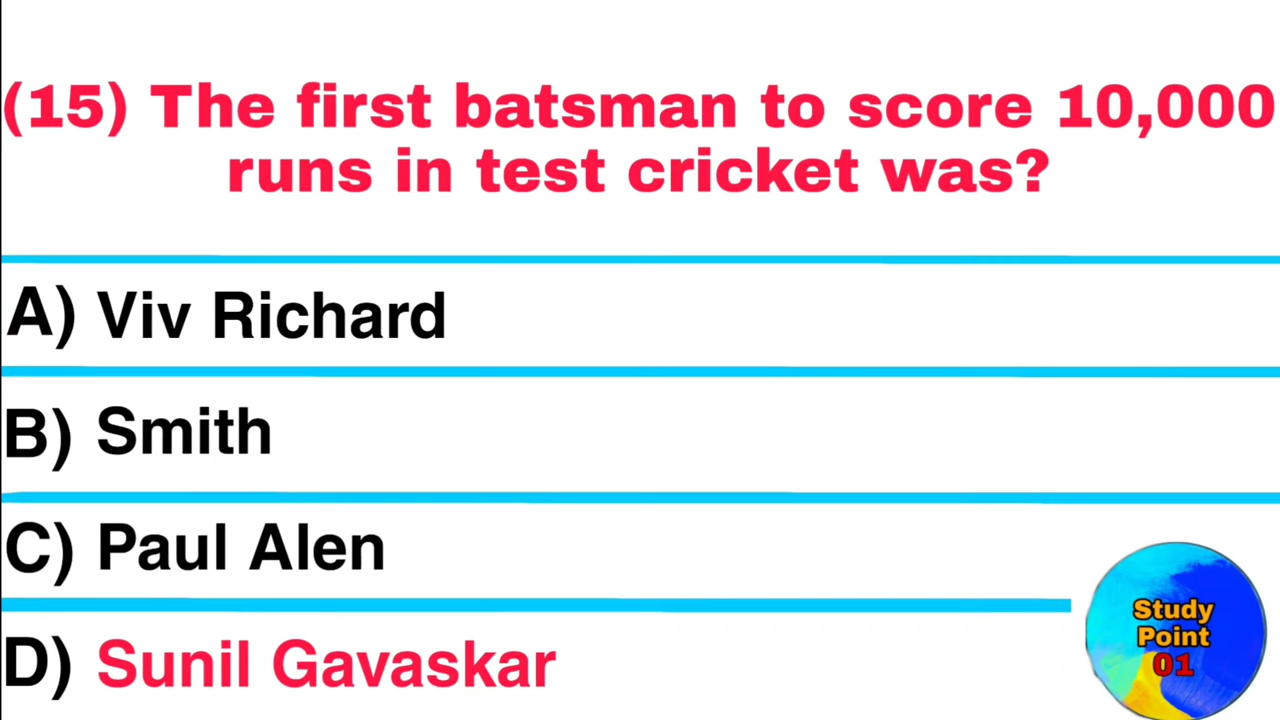 (15) The first batsman to score 10,000
runs in test cricket was?
A) Viv Richard
B) Smith
C) Paul Alen
D) Sunil Gavaskar
Study
Point
01